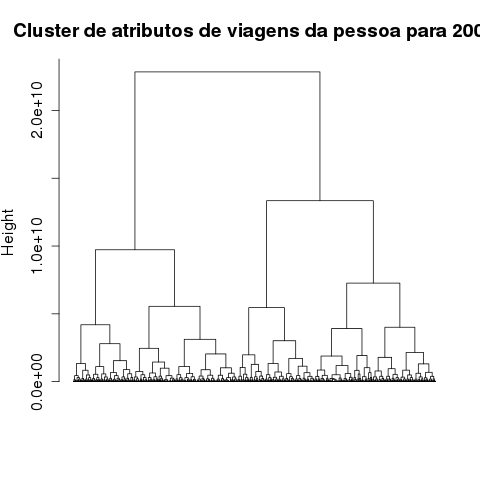 Cluster de atributos de viagens da pessoa para 200
2.0e+10
1.0e+10
0.0e+00
Height